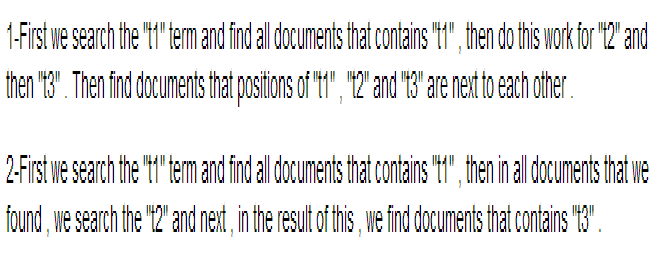 1-First we search the "t1" term and find all documents that contains "t1" , then do this work for "t2" and
then "t3" . Then find documents that positions of "t1" , "t2" and "t3" are next to each other .
2-First we search the "t1" term and find all documents that contains "t1" , then in all documents that we
found , we search the "t2" and next , in the result of this , we find documents that contains "t3" .